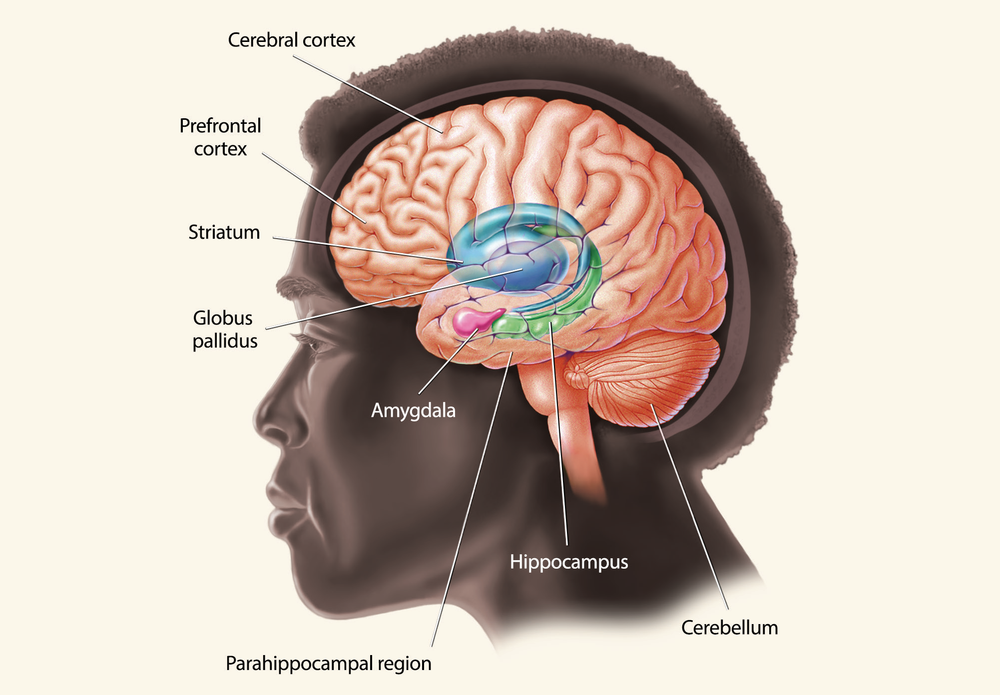 Cerebral cortex
Prefrontal
cortex
Striatum
Globus
pallidus
Amygdala
Hippocampus
Cerebellum
Parahippocampal region